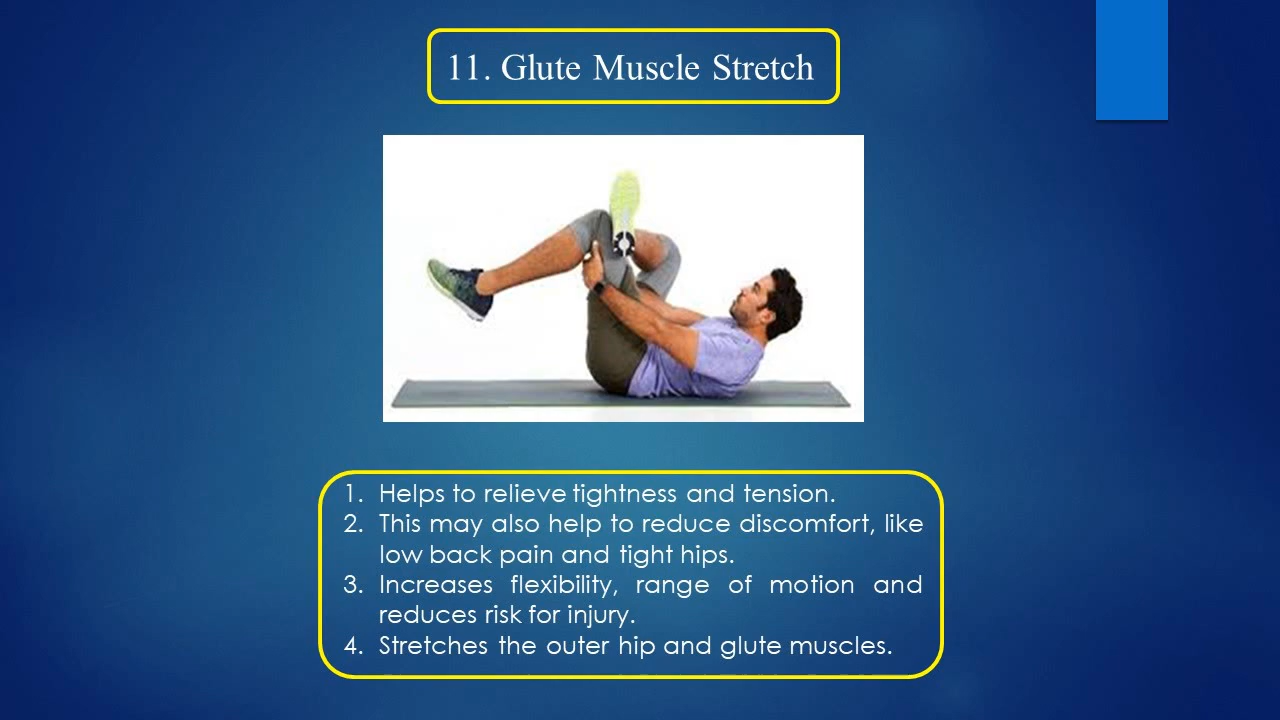 11. Glute Muscle Stretch
1. Helps to relieve tightness and tension.
2. This may also help to reduce discomfort, like
low back pain and tight hips.
3. Increases flexibility, range of motion and
reduces risk for injury.
4. Stretches the outer hip and glute muscles.